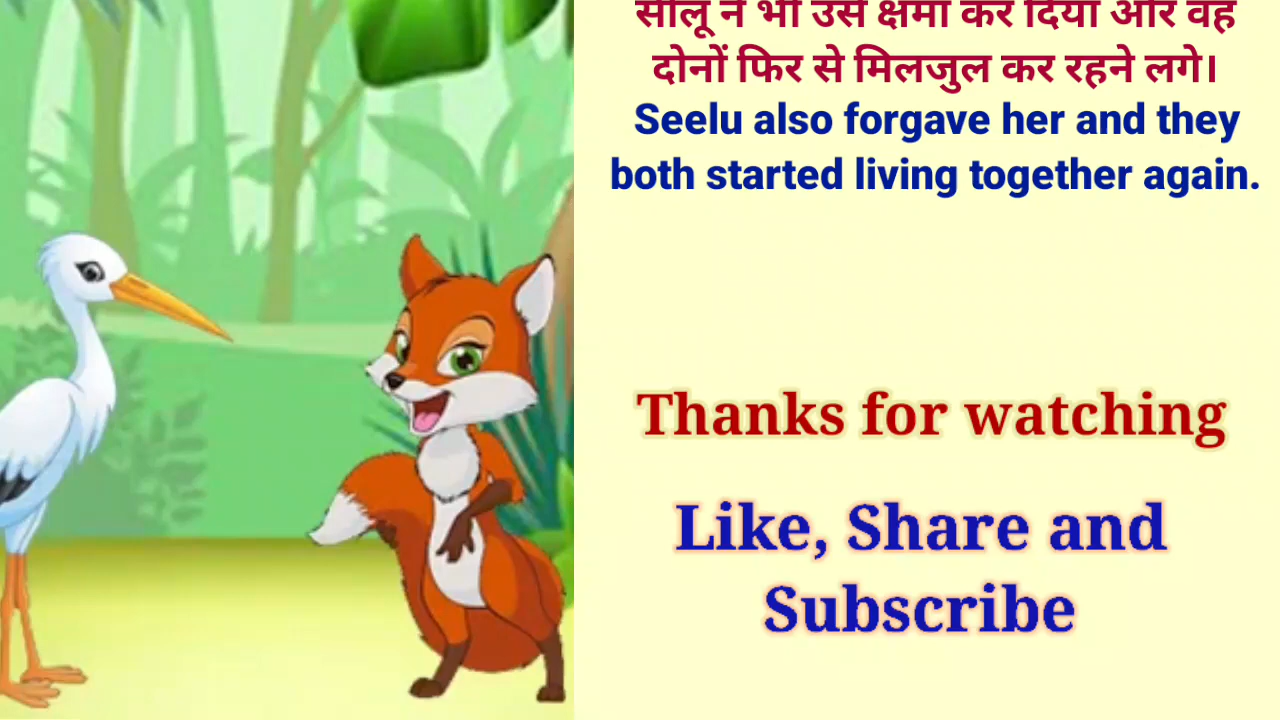 सीलू ने भी उसे क्षमा कर दिया और वह
दोनों फिर से मिलजुल कर रहने लगे।
Seelu also forgave her and they
both started living together again.
Thanks for watching
Like, Share and
Subscribe